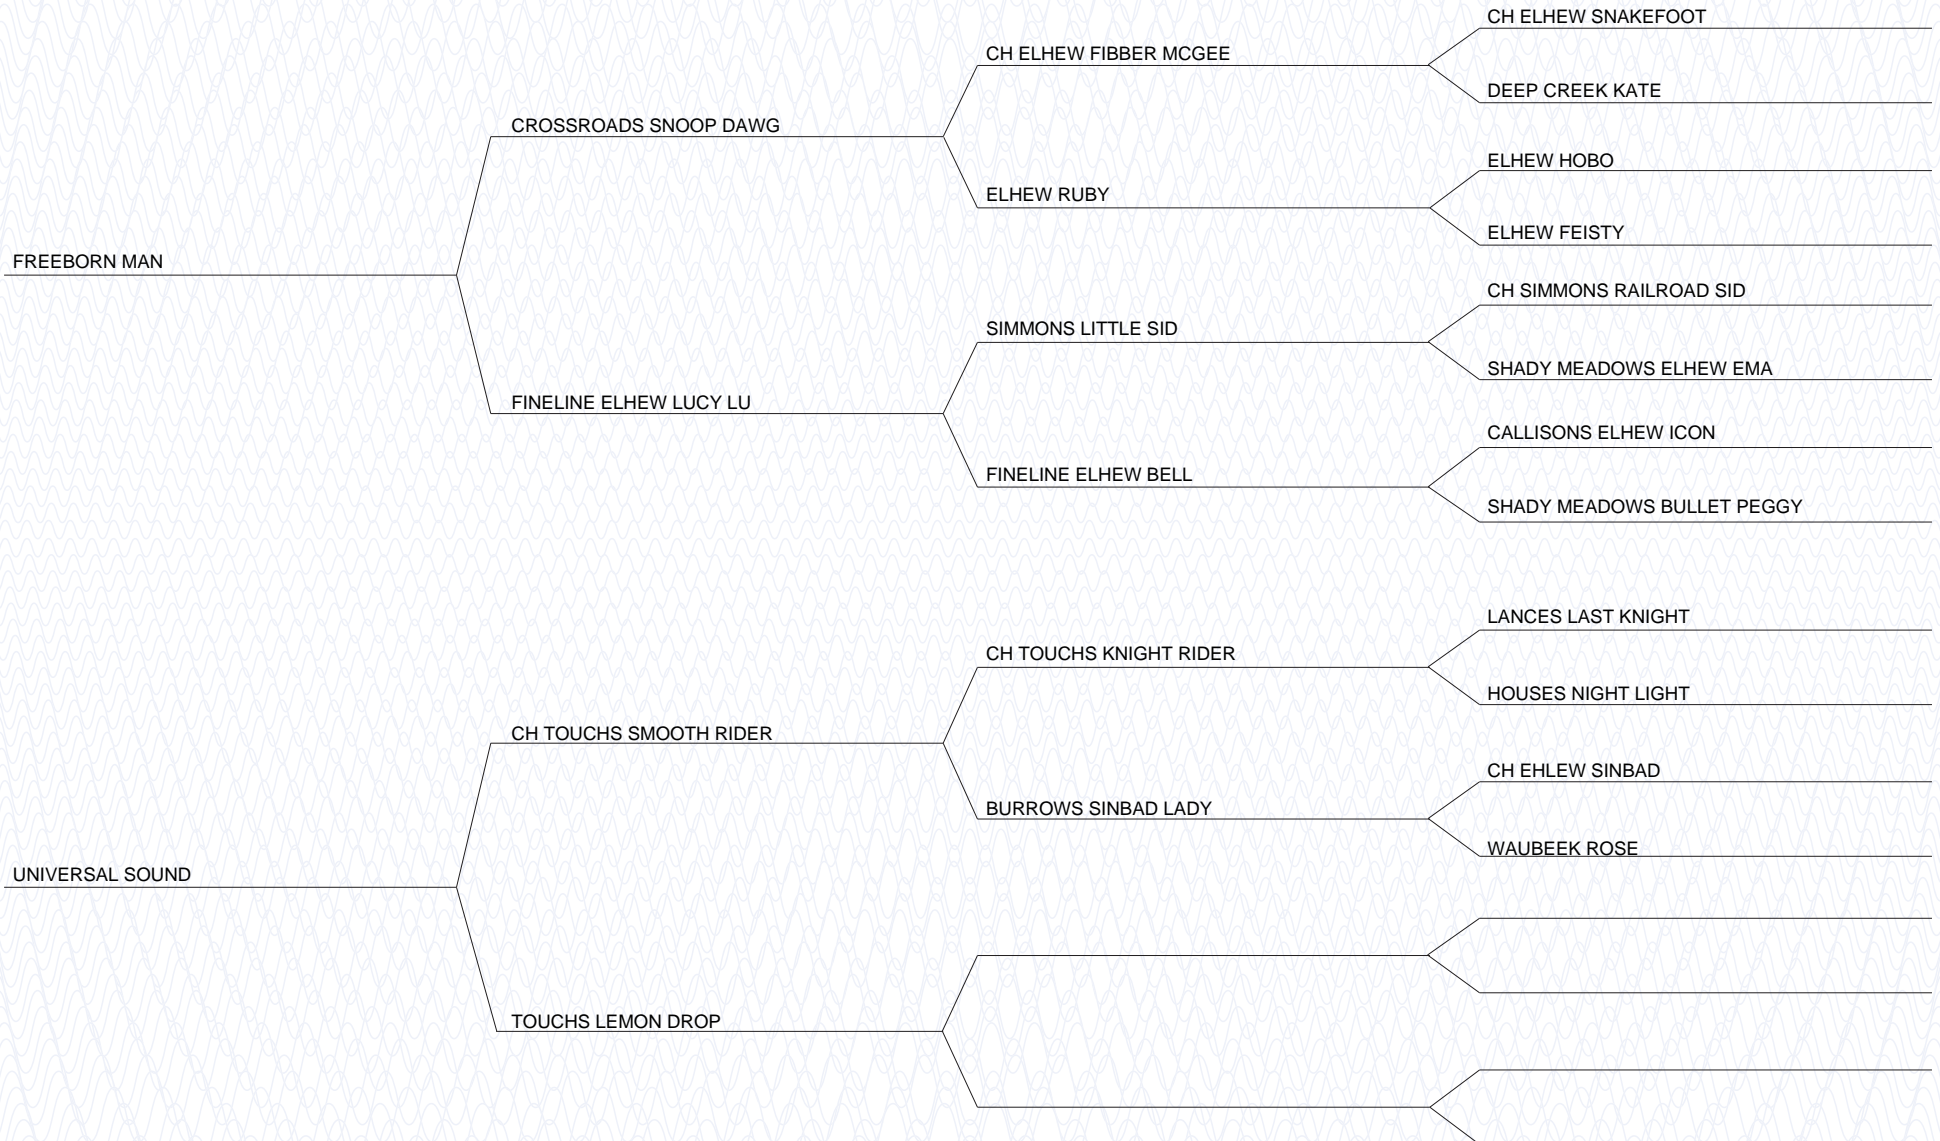 CH ELHEW SNAKEFOOT
CH ELHEW FIBBER MCGEE
DEEP CREEK KATE
CROSSROADS SNOOP DAWG
ELHEW HOBO
ELHEW RUBY
ELHEW FEISTY
FREEBORN MAN
CH SIMMONS RAILROAD SID
SIMMONS LITTLE SID
SHADY MEADOWS ELHEW EMA
FINELINE ELHEW LUCY LU
CALLISONS ELHEW ICON
FINELINE ELHEW BELL
SHADY MEADOWS BULLET PEGGY
LANCES LAST KNIGHT
CH TOUCHS KNIGHT RIDER
HOUSES NIGHT LIGHT
CH TOUCHS SMOOTH RIDER
CH EHLEW SINBAD
BURROWS SINBAD LADY
WAUBEEK ROSE
UNIVERSAL SOUND
TOUCHS LEMON DROP